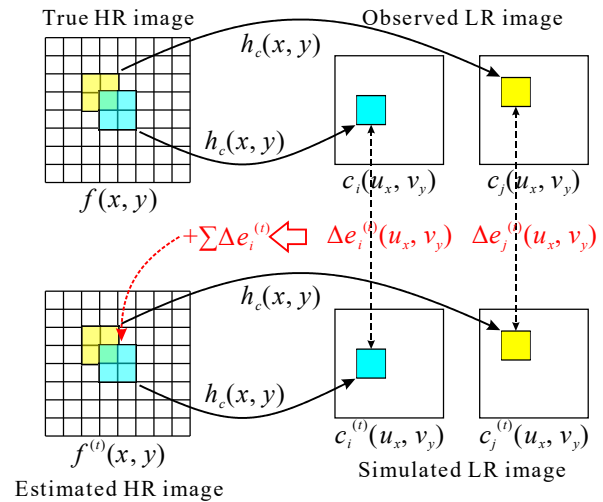 True HR image
Observed LR image
h_c(x, y)
h_c(x, y)
f(x, y)
c_i(u_x, v_y)
c_j(u_x, v_y)
+∑Δe_i^(t)
Δe_i^(t)(u_x, v_y)
Δe_j^(t)(u_x, v_y)
h_c(x, y)
h_c(x, y)
f^(t)(x, y)
c_i^(t)(u_x, v_y)
c_j^(t)(u_x, v_y)
Estimated HR image
Simulated LR image